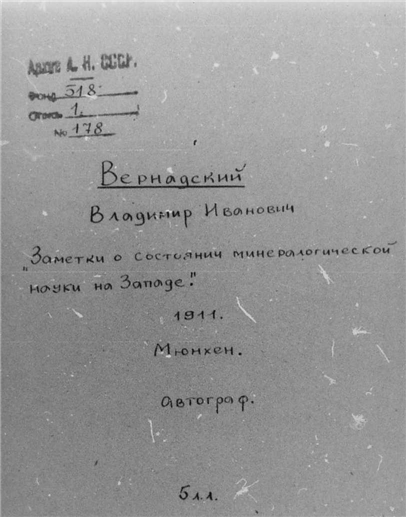 Архив А. Н. СССР.
Фонд 518
Опись 1.
№ 178
Вернадский
Владимир Иванович
"Заметки о состоянии минералогической
науки на Западе."
1911.
Мюнхен.
Автограф.
5 л.л.